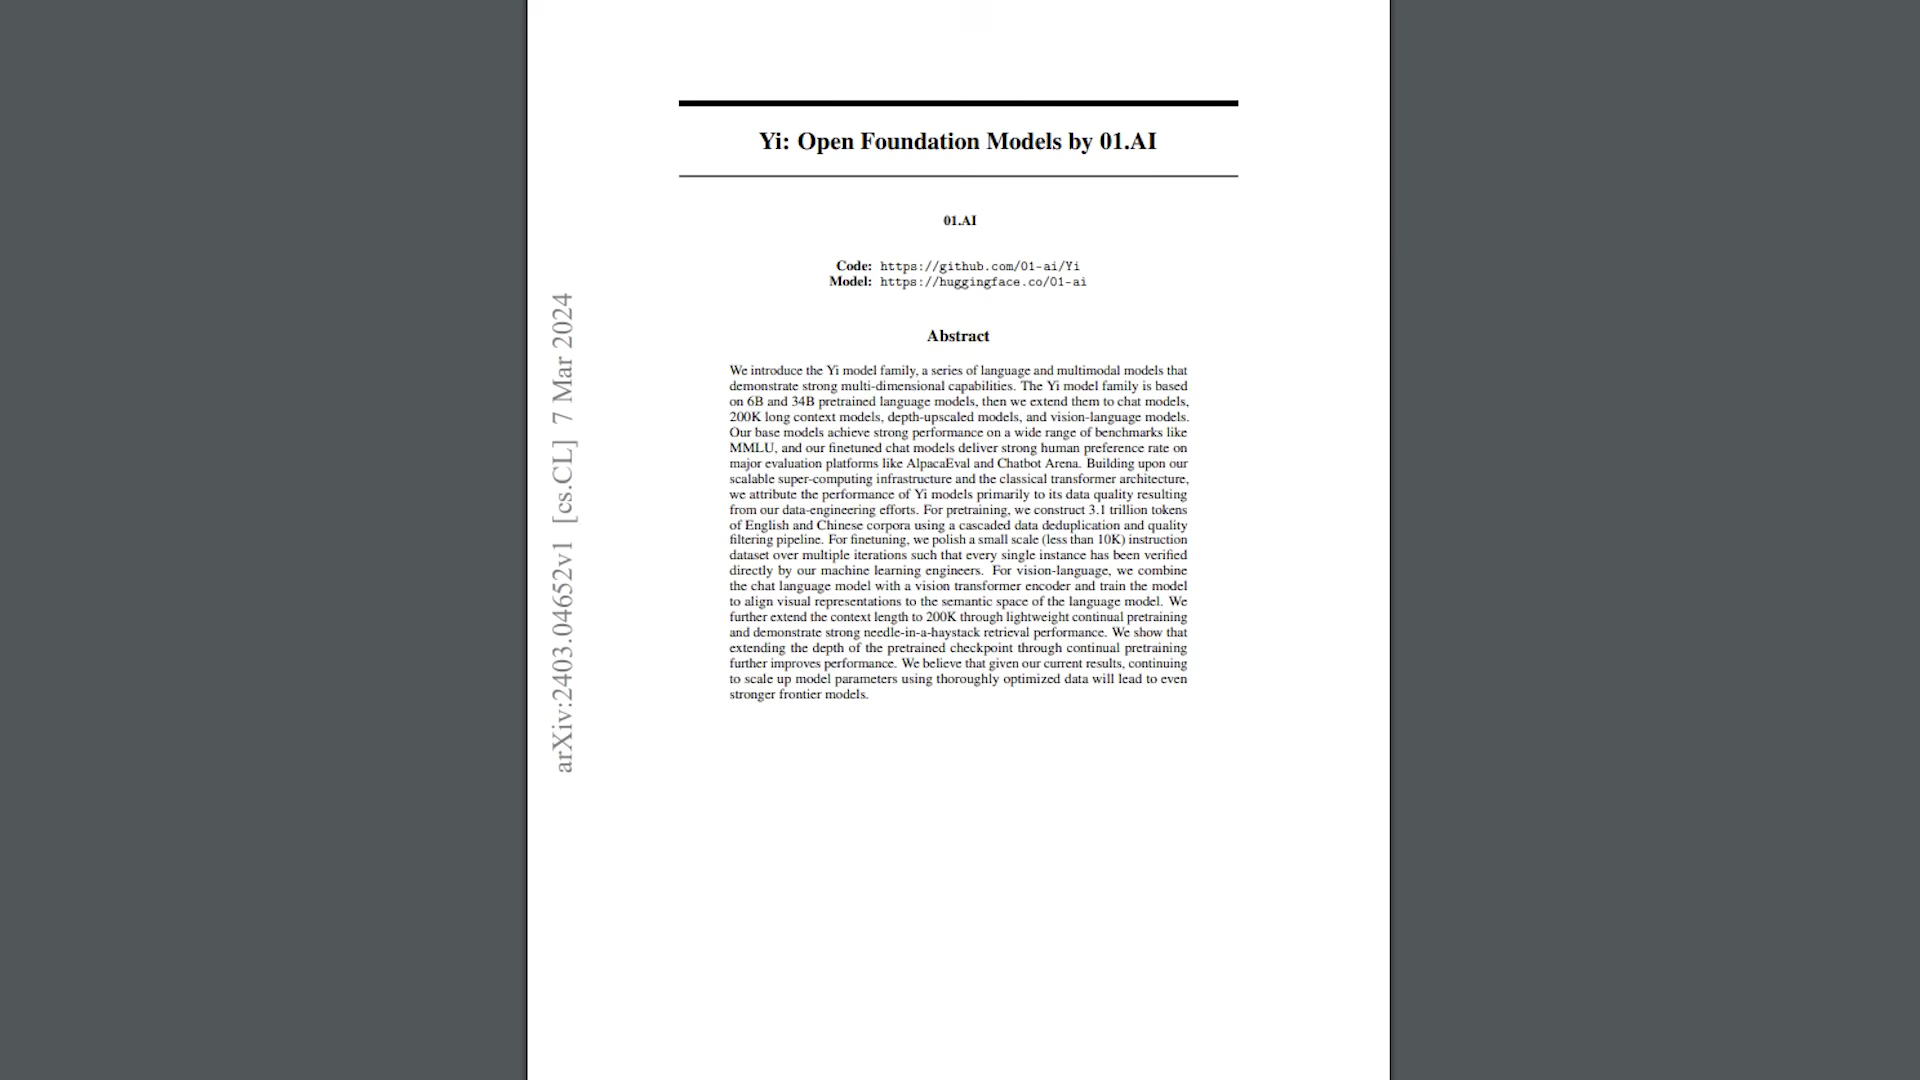 Yi: Open Foundation Models by 01.AI
01.AI
Code: https://github.com/01-ai/Yi
Model: https://huggingface.co/01-ai
Abstract
We introduce the Yi model family, a series of language and multimodal models that
demonstrate strong multi-dimensional capabilities. The Yi model family is based
on 6B and 34B pretrained language models, then we extend them to chat models,
200K long context models, depth-upscaled models, and vision-language models.
Our base models achieve strong performance on a wide range of benchmarks like
MMLU, and our finetuned chat models deliver strong human preference rate on
major evaluation platforms like AlpacaEval and Chatbot Arena. Building upon our
scalable super-computing infrastructure and the classical transformer architecture,
we attribute the performance of Yi models primarily to its data quality resulting
from our data-engineering efforts. For pretraining, we construct 3.1 trillion tokens
of English and Chinese corpora using a cascaded data deduplication and quality
filtering pipeline. For finetuning, we polish a small scale (less than 10K) instruction
dataset over multiple iterations such that every single instance has been verified
directly by our machine learning engineers. For vision-language, we combine
the chat language model with a vision transformer encoder and train the model
to align visual representations to the semantic space of the language model. We
further extend the context length to 200K through lightweight continual pretraining
and demonstrate strong needle-in-a-haystack retrieval performance. We show that
extending the depth of the pretrained checkpoint through continual pretraining
further improves performance. We believe that given our current results, continuing
to scale up model parameters using thoroughly optimized data will lead to even
stronger frontier models.
arXiv:2403.04652v1 [cs.CL] 7 Mar 2024